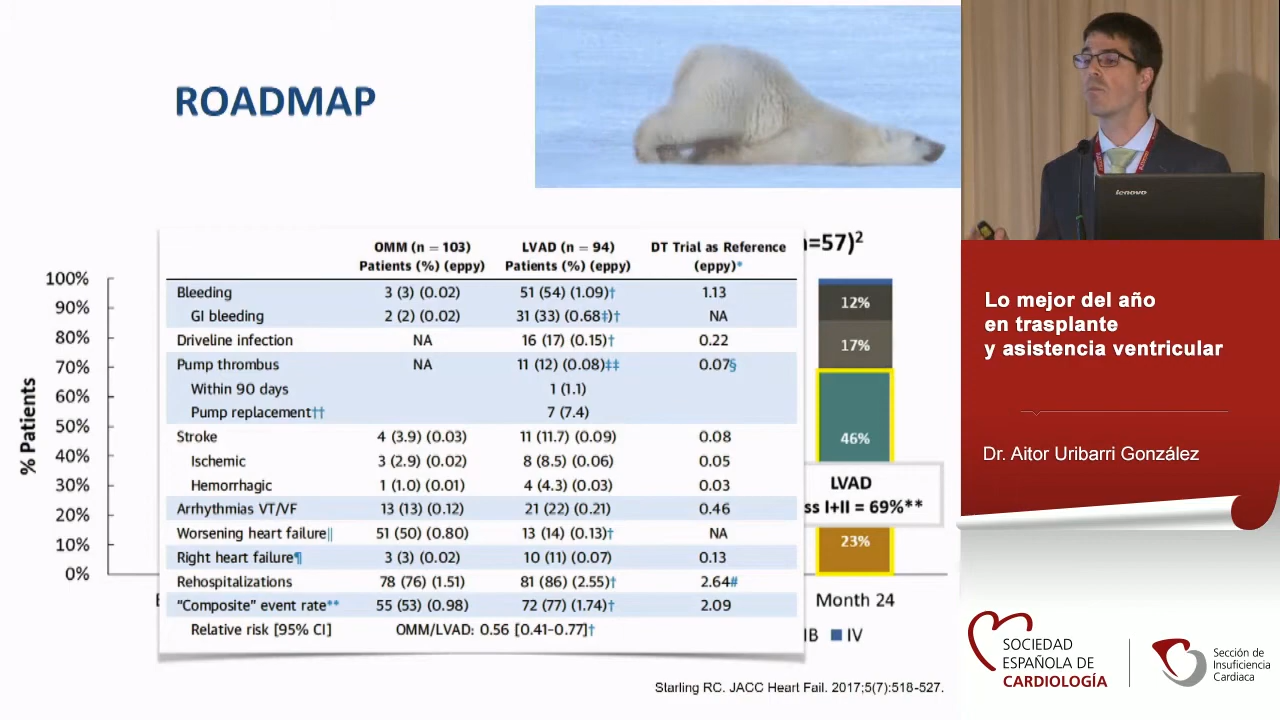 ROADMAP
OMM (n = 103) LVAD (n = 94) DT Trial as Reference
Patients (%) (eppy) Patients (%) (eppy) (eppy)*
Bleeding 3 (3) (0.02) 51 (54) (1.09)† 1.13
GI bleeding 2 (2) (0.02) 31 (33) (0.68‡)† NA
Driveline infection NA 16 (17) (0.15)† 0.22
Pump thrombus NA 11 (12) (0.08)‡‡ 0.07§
Within 90 days 1 (1.1)
Pump replacement†† 7 (7.4)
Stroke 4 (3.9) (0.03) 11 (11.7) (0.09) 0.08
Ischemic 3 (2.9) (0.02) 8 (8.5) (0.06) 0.05
Hemorrhagic 1 (1.0) (0.01) 4 (4.3) (0.03) 0.03
Arrhythmias VT/VF 13 (13) (0.12) 21 (22) (0.21) 0.46
Worsening heart failure‖ 51 (50) (0.80) 13 (14) (0.13)† NA
Right heart failure¶ 3 (3) (0.02) 10 (11) (0.07) 0.13
Rehospitalizations 78 (76) (1.51) 81 (86) (2.55)† 2.64#
“Composite” event rate** 55 (53) (0.98) 72 (77) (1.74)† 2.09
Relative risk [95% CI] OMM/LVAD: 0.56 [0.41–0.77]†
% Patients
100%
90%
80%
70%
60%
50%
40%
30%
20%
10%
0%
n=57)²
12%
17%
46%
LVAD
ss I+II = 69%**
23%
Month 24
IB IV
Starling RC. JACC Heart Fail. 2017;5(7):518-527.
lenovo
Lo mejor del año
en trasplante
y asistencia ventricular
Dr. Aitor Uribarri González
SOCIEDAD
ESPAÑOLA DE
CARDIOLOGÍA
Sección de
Insuficiencia
Cardiaca